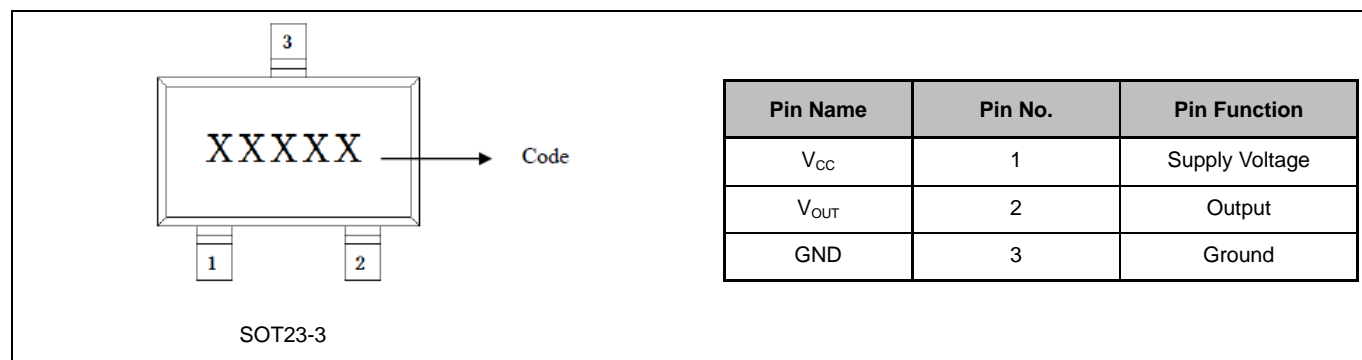 3
XXXXX
Code
1
2
SOT23-3
Pin Name Pin No. Pin Function
VCC 1 Supply Voltage
VOUT 2 Output
GND 3 Ground